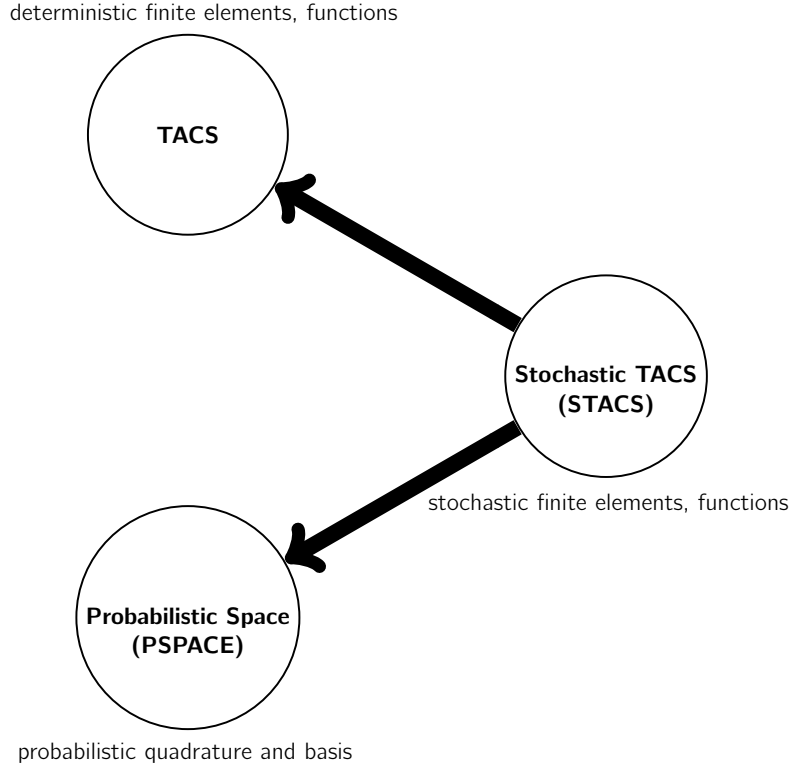 deterministic finite elements, functions
TACS
Stochastic TACS
(STACS)
stochastic finite elements, functions
Probabilistic Space
(PSPACE)
probabilistic quadrature and basis